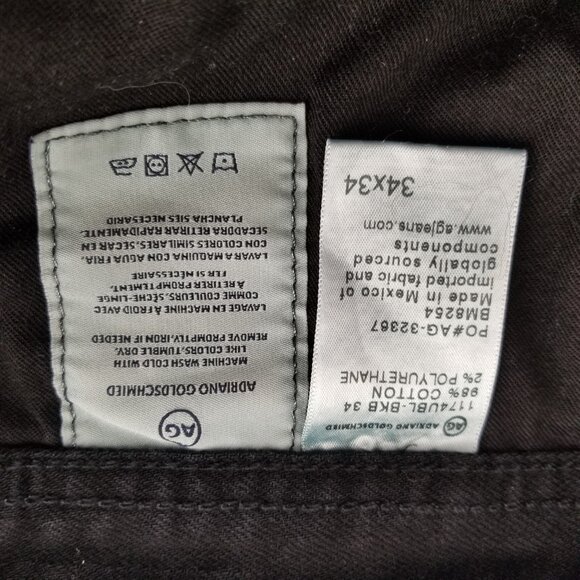 AG
ADRIANO GOLDSCHMIED
MACHINE WASH COLD WITH
LIKE COLORS.TUMBLE DRY.
REMOVE PROMPTLY-IRON IF NEEDED
LAVAGE EN MACHINE A FROID AVEC
COMME COULEURS. SÈCHE-LINGE
A RETIRER PROMPTEMENT.
FER SI NECESSAIRE
LAVAR A MAQUINA CON AGUA FRIA.
CON COLORES SIMILARES. SECAR EN
SECADORA RETIRAR RAPIDAMENTE.
PLANCHA SIES NECESARIO
AG ADRIANO GOLDSCHMIED
1174UBL-BKB 34
98% COTTON
2% POLYURETHANE
PO#AG-32367
BM8254
Made in Mexico of
imported fabric and
globally sourced
components
www.agjeans.com
34x34